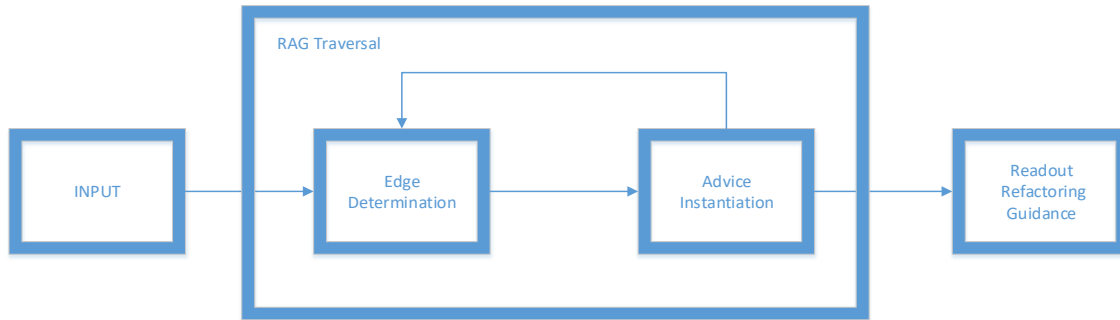 RAG Traversal
INPUT
Edge
Determination
Advice
Instantiation
Readout
Refactoring
Guidance